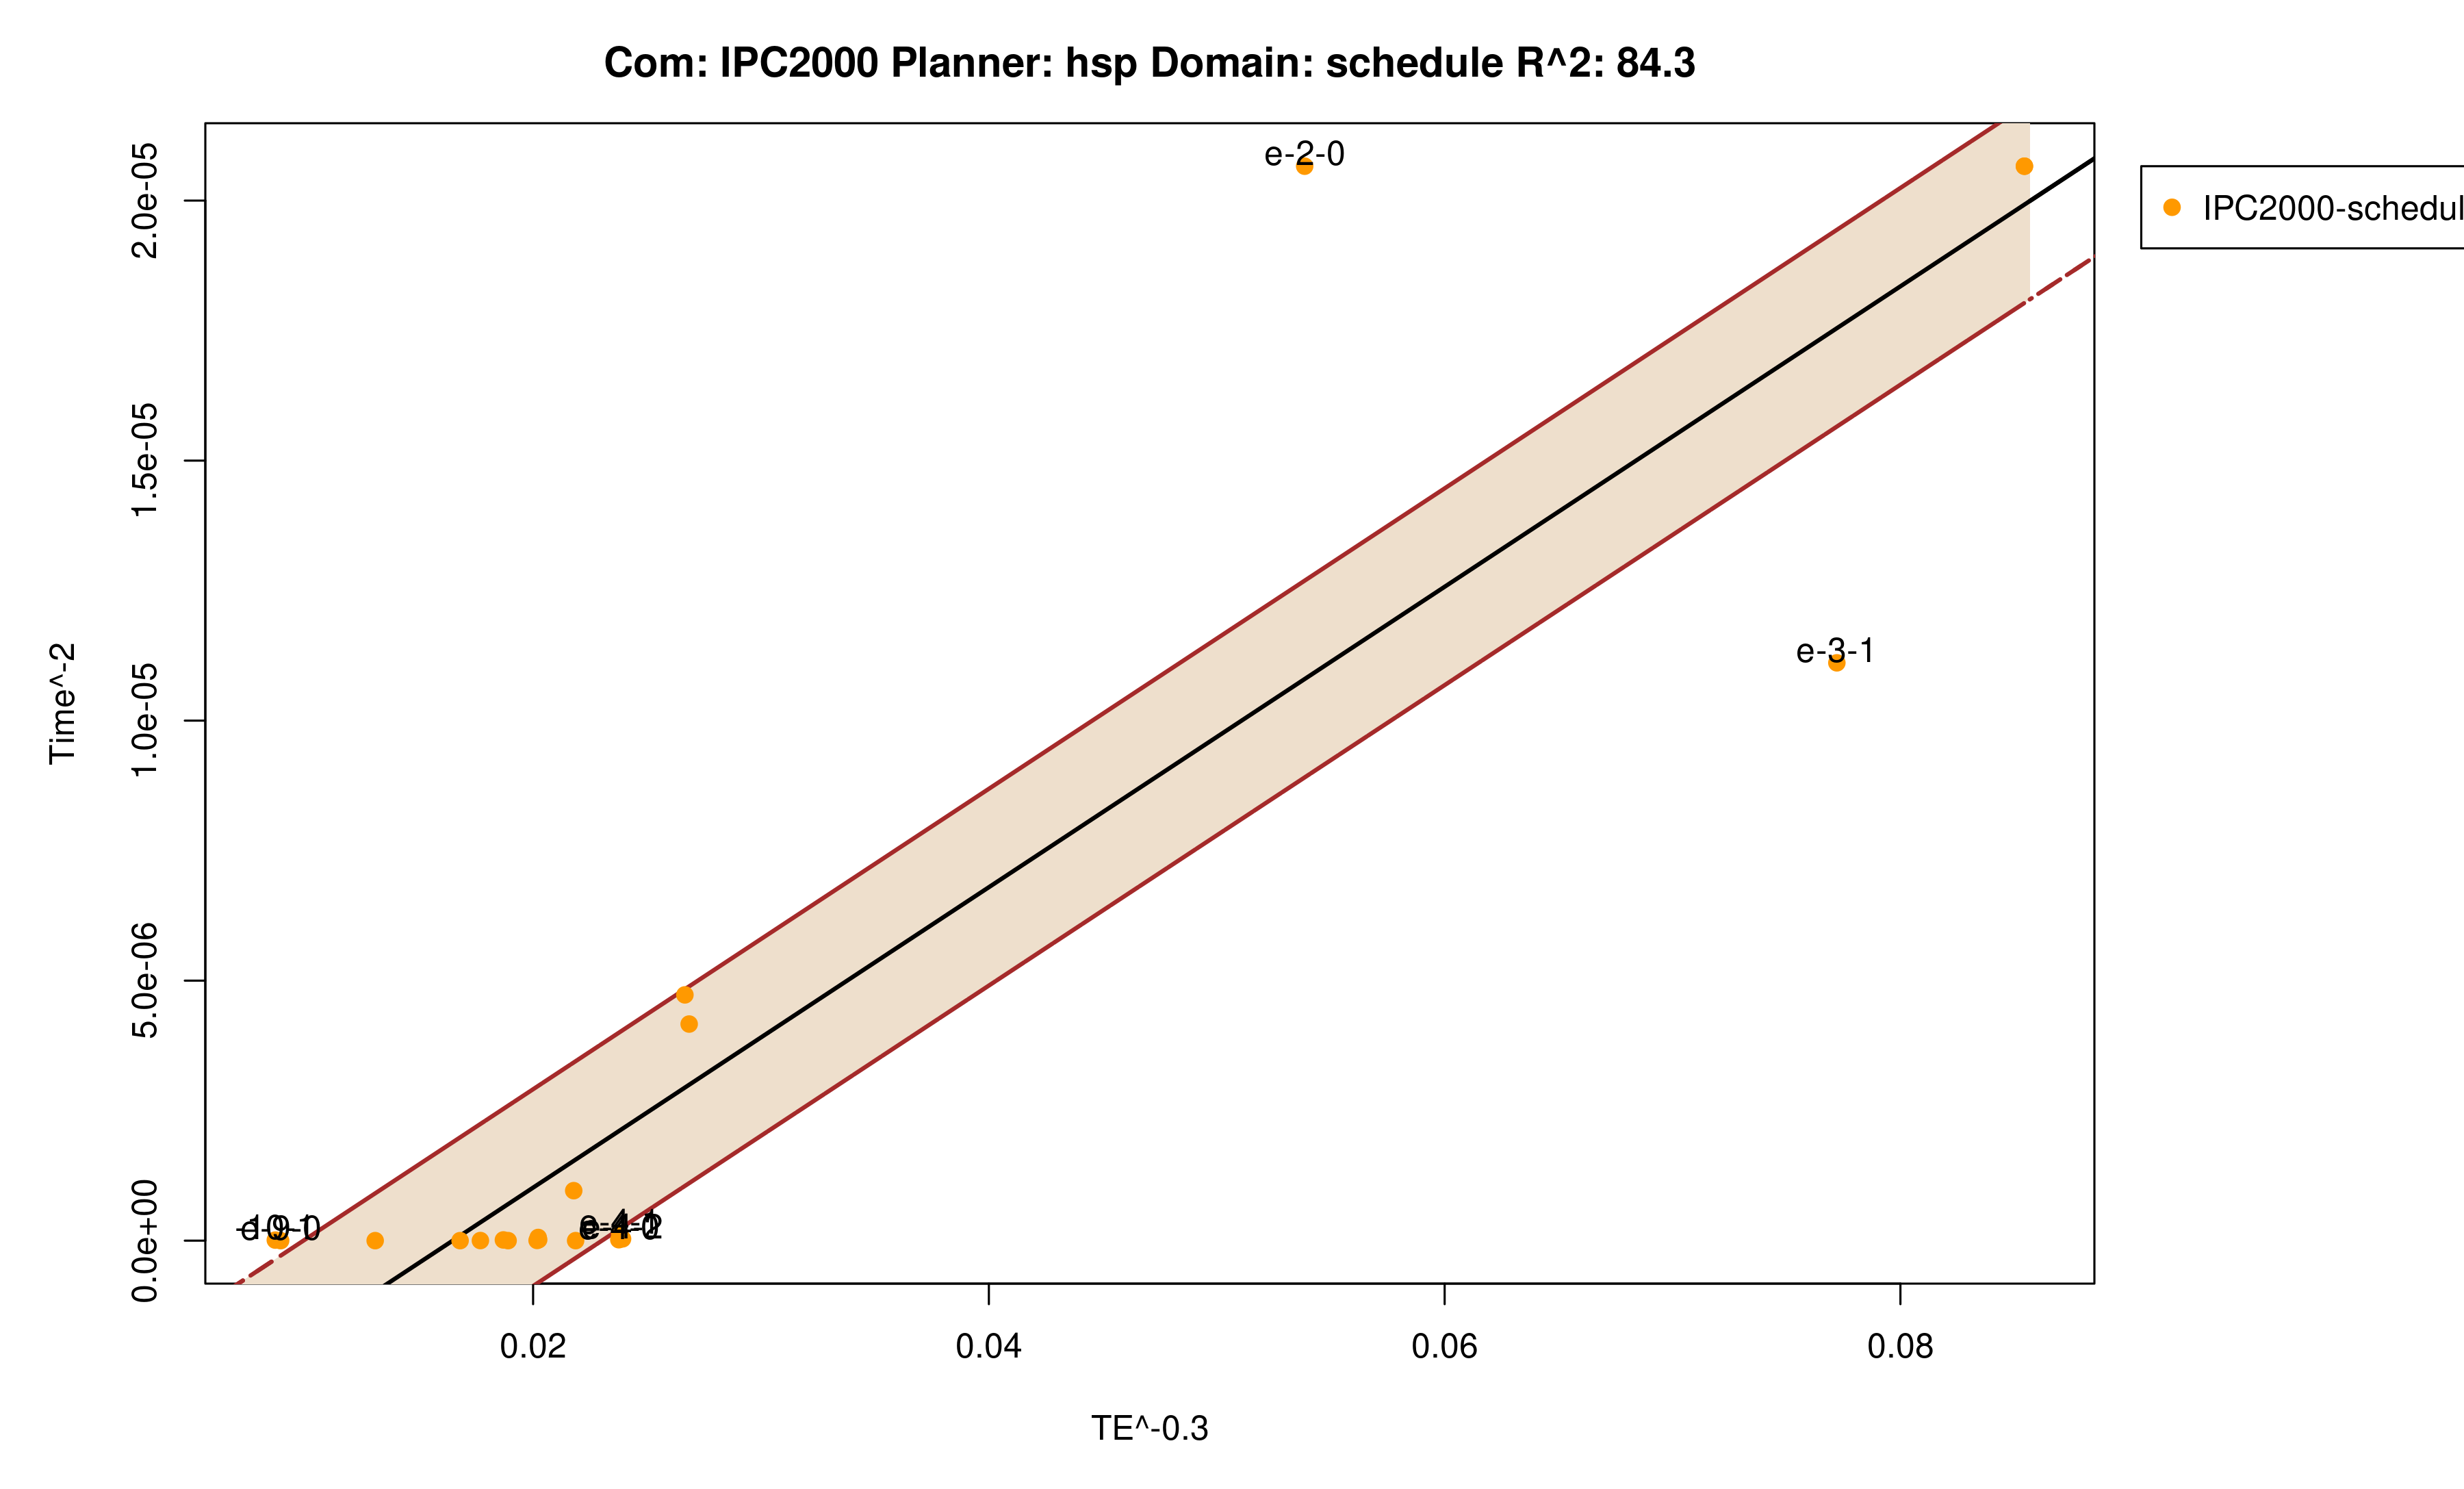 Com: IPC2000 Planner: hsp Domain: schedule R^2: 84.3
e-2-0
IPC2000-schedul
e-3-1
2.0e-05
1.5e-05
1.0e-05
5.0e-06
0.0e+00
Time^-2
0.02
0.04
0.06
0.08
TE^-0.3